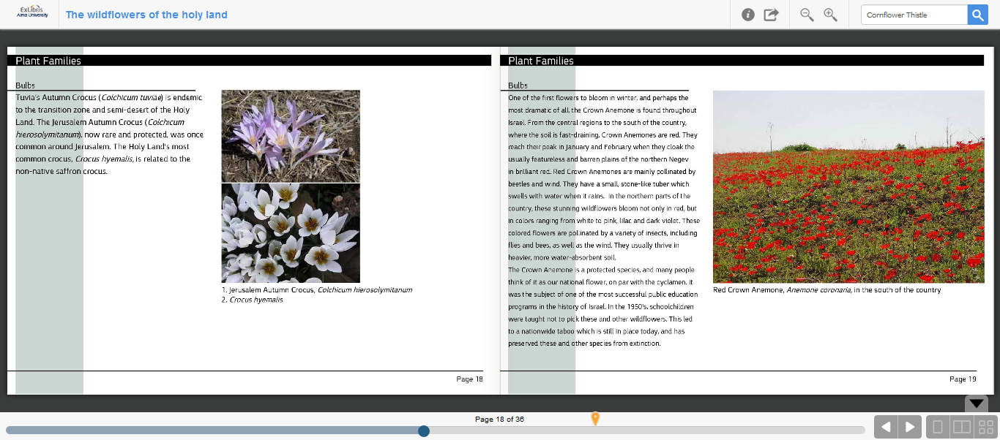 ExLibris
Alma University
The wildflowers of the holy land
Cornflower Thistle
Plant Families
Bulbs
Tuvia's Autumn Crocus (Colchicum tuviae) is endemic
to the transition zone and semi-desert of the Holy
Land. The Jerusalem Autumn Crocus (Colchicum
hierosolymitanum), now rare and protected, was once
common around Jerusalem. The Holy Land's most
common crocus, Crocus hyemalis, is related to the
non-native saffron crocus.
1. Jerusalem Autumn Crocus, Colchicum hierosolymitanum
2. Crocus hyemalis
Page 18
Plant Families
Bulbs
One of the first flowers to bloom in winter, and perhaps the
most dramatic of all, the Crown Anemone is found throughout
Israel. From the central regions to the south of the country,
where the soil is fast-draining, Crown Anemones are red. They
reach their peak in January and February when they cloak the
usually featureless and barren plains of the northern Negev
in brilliant red. Red Crown Anemones are mainly pollinated by
beetles and wind. They have a small, stone-like tuber which
swells with water when it rains. In the northern parts of the
country, these stunning wildflowers bloom not only in red, but
in colors ranging from white to pink, lilac and dark violet. These
colored flowers are pollinated by a variety of insects, including
flies and bees, as well as the wind. They usually thrive in
heavier, more water-absorbent soil.
The Crown Anemone is a protected species, and many people
think of it as our national flower, on par with the cyclamen. It
was the subject of one of the most successful public education
programs in the history of Israel. In the 1950's, schoolchildren
were taught not to pick these and other wildflowers. This led
to a nationwide taboo which is still in place today, and has
preserved these and other species from extinction.
Red Crown Anemone, Anemone coronaria, in the south of the country
Page 19
Page 18 of 36